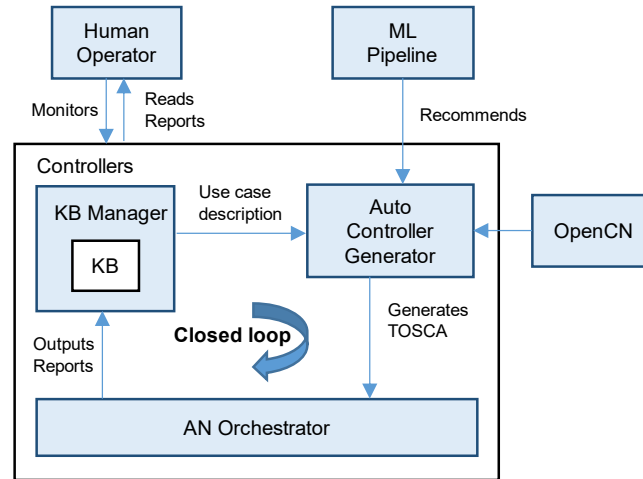 Human
Operator
ML
Pipeline
Monitors
Reads
Reports
Recommends
Controllers
KB Manager
KB
Use case
description
Auto
Controller
Generator
OpenCN
Outputs
Reports
Closed loop
Generates
TOSCA
AN Orchestrator